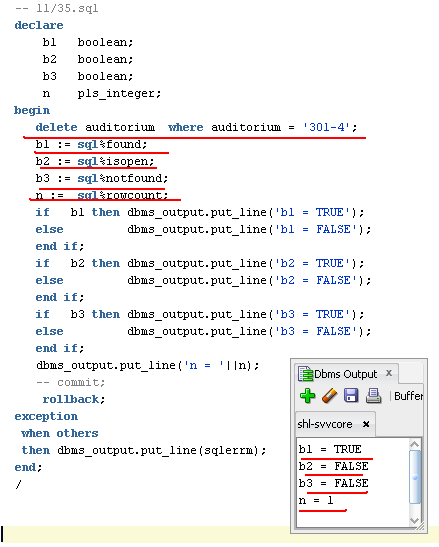 -- 11/35.sql
declare
b1 boolean;
b2 boolean;
b3 boolean;
n pls_integer;
begin
delete auditorium where auditorium = '301-4';
b1 := sql%found;
b2 := sql%isopen;
b3 := sql%notfound;
n := sql%rowcount;
if b1 then dbms_output.put_line('b1 = TRUE');
else dbms_output.put_line('b1 = FALSE');
end if;
if b2 then dbms_output.put_line('b2 = TRUE');
else dbms_output.put_line('b2 = FALSE');
end if;
if b3 then dbms_output.put_line('b3 = TRUE');
else dbms_output.put_line('b3 = FALSE');
end if;
dbms_output.put_line('n = '||n);
-- commit;
rollback;
exception
when others
then dbms_output.put_line(sqlerrm);
end;
/
Dbms Output
Buffer
shl-svvcore
b1 = TRUE
b2 = FALSE
b3 = FALSE
n = 1